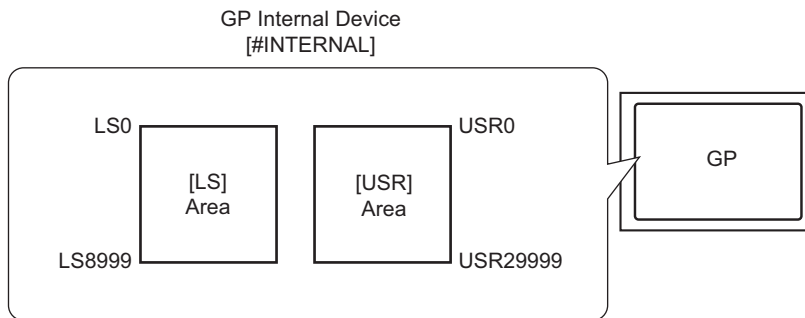 GP Internal Device
[#INTERNAL]
LS0
USR0
[LS]
Area
[USR]
Area
GP
LS8999
USR29999